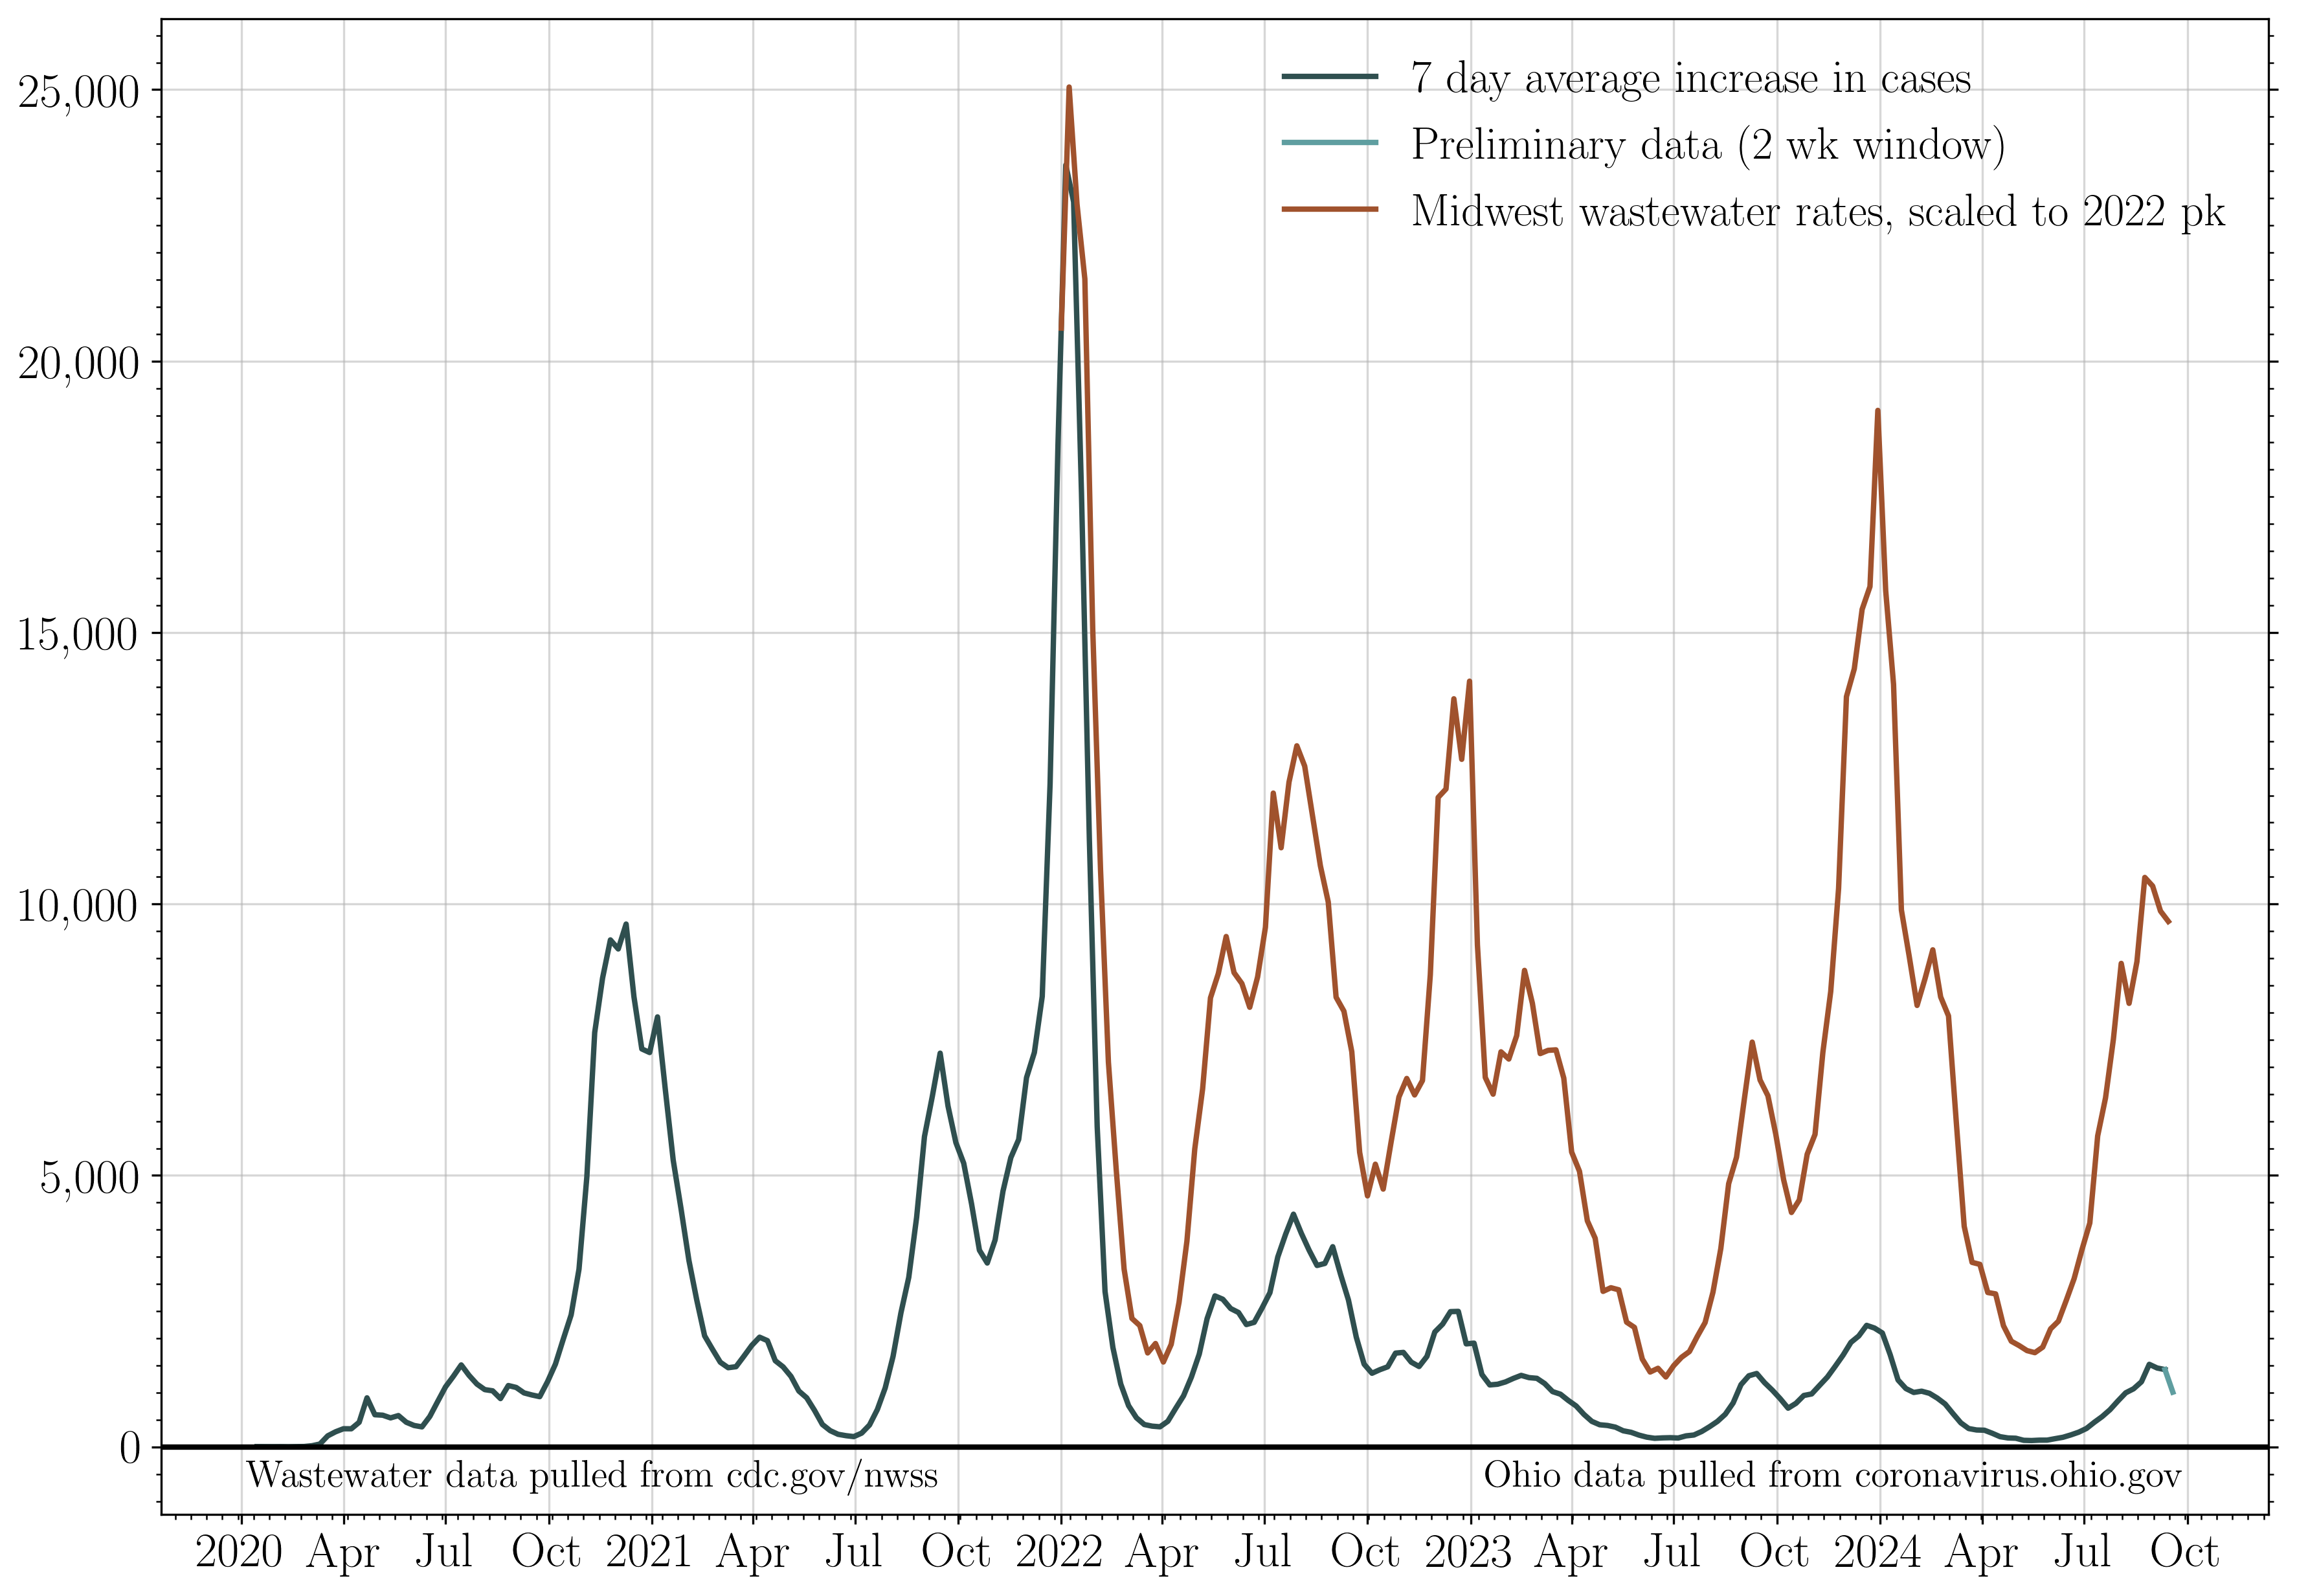 25,000
20,000
15,000
10,000
5,000
0
7 day average increase in cases
Preliminary data (2 wk window)
Midwest wastewater rates, scaled to 2022 pk
Wastewater data pulled from cdc.gov/nwss
Ohio data pulled from coronavirus.ohio.gov
2020 Apr Jul Oct 2021 Apr Jul Oct 2022 Apr Jul Oct 2023 Apr Jul Oct 2024 Apr Jul Oct